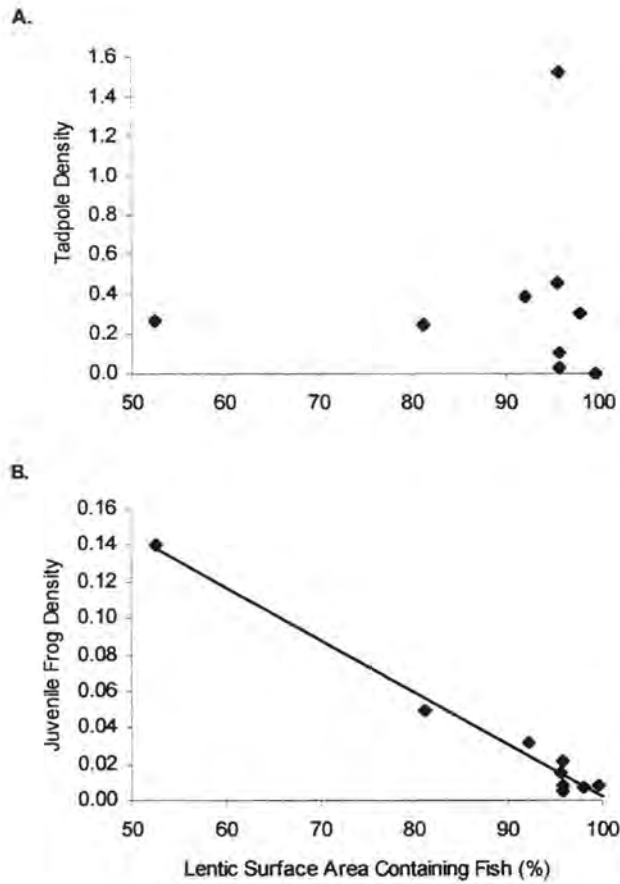 A.
Tadpole Density
1.6
1.4
1.2
1.0
0.8
0.6
0.4
0.2
0.0
50 60 70 80 90 100
B.
Juvenile Frog Density
0.16
0.14
0.12
0.10
0.08
0.06
0.04
0.02
0.00
50 60 70 80 90 100
Lentic Surface Area Containing Fish (%)